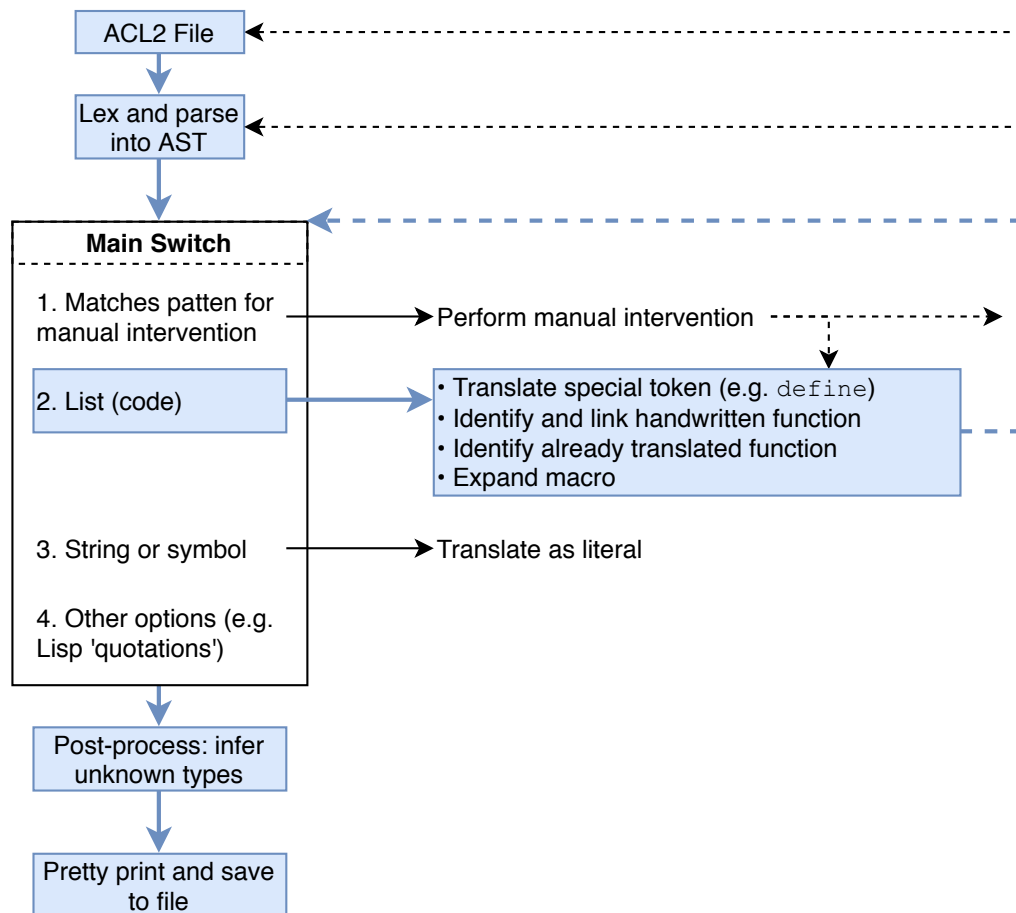 ACL2 File
Lex and parse
into AST
Main Switch
1. Matches patten for
manual intervention
Perform manual intervention
2. List (code)
• Translate special token (e.g. define)
• Identify and link handwritten function
• Identify already translated function
• Expand macro
3. String or symbol
Translate as literal
4. Other options (e.g.
Lisp 'quotations')
Post-process: infer
unknown types
Pretty print and save
to file